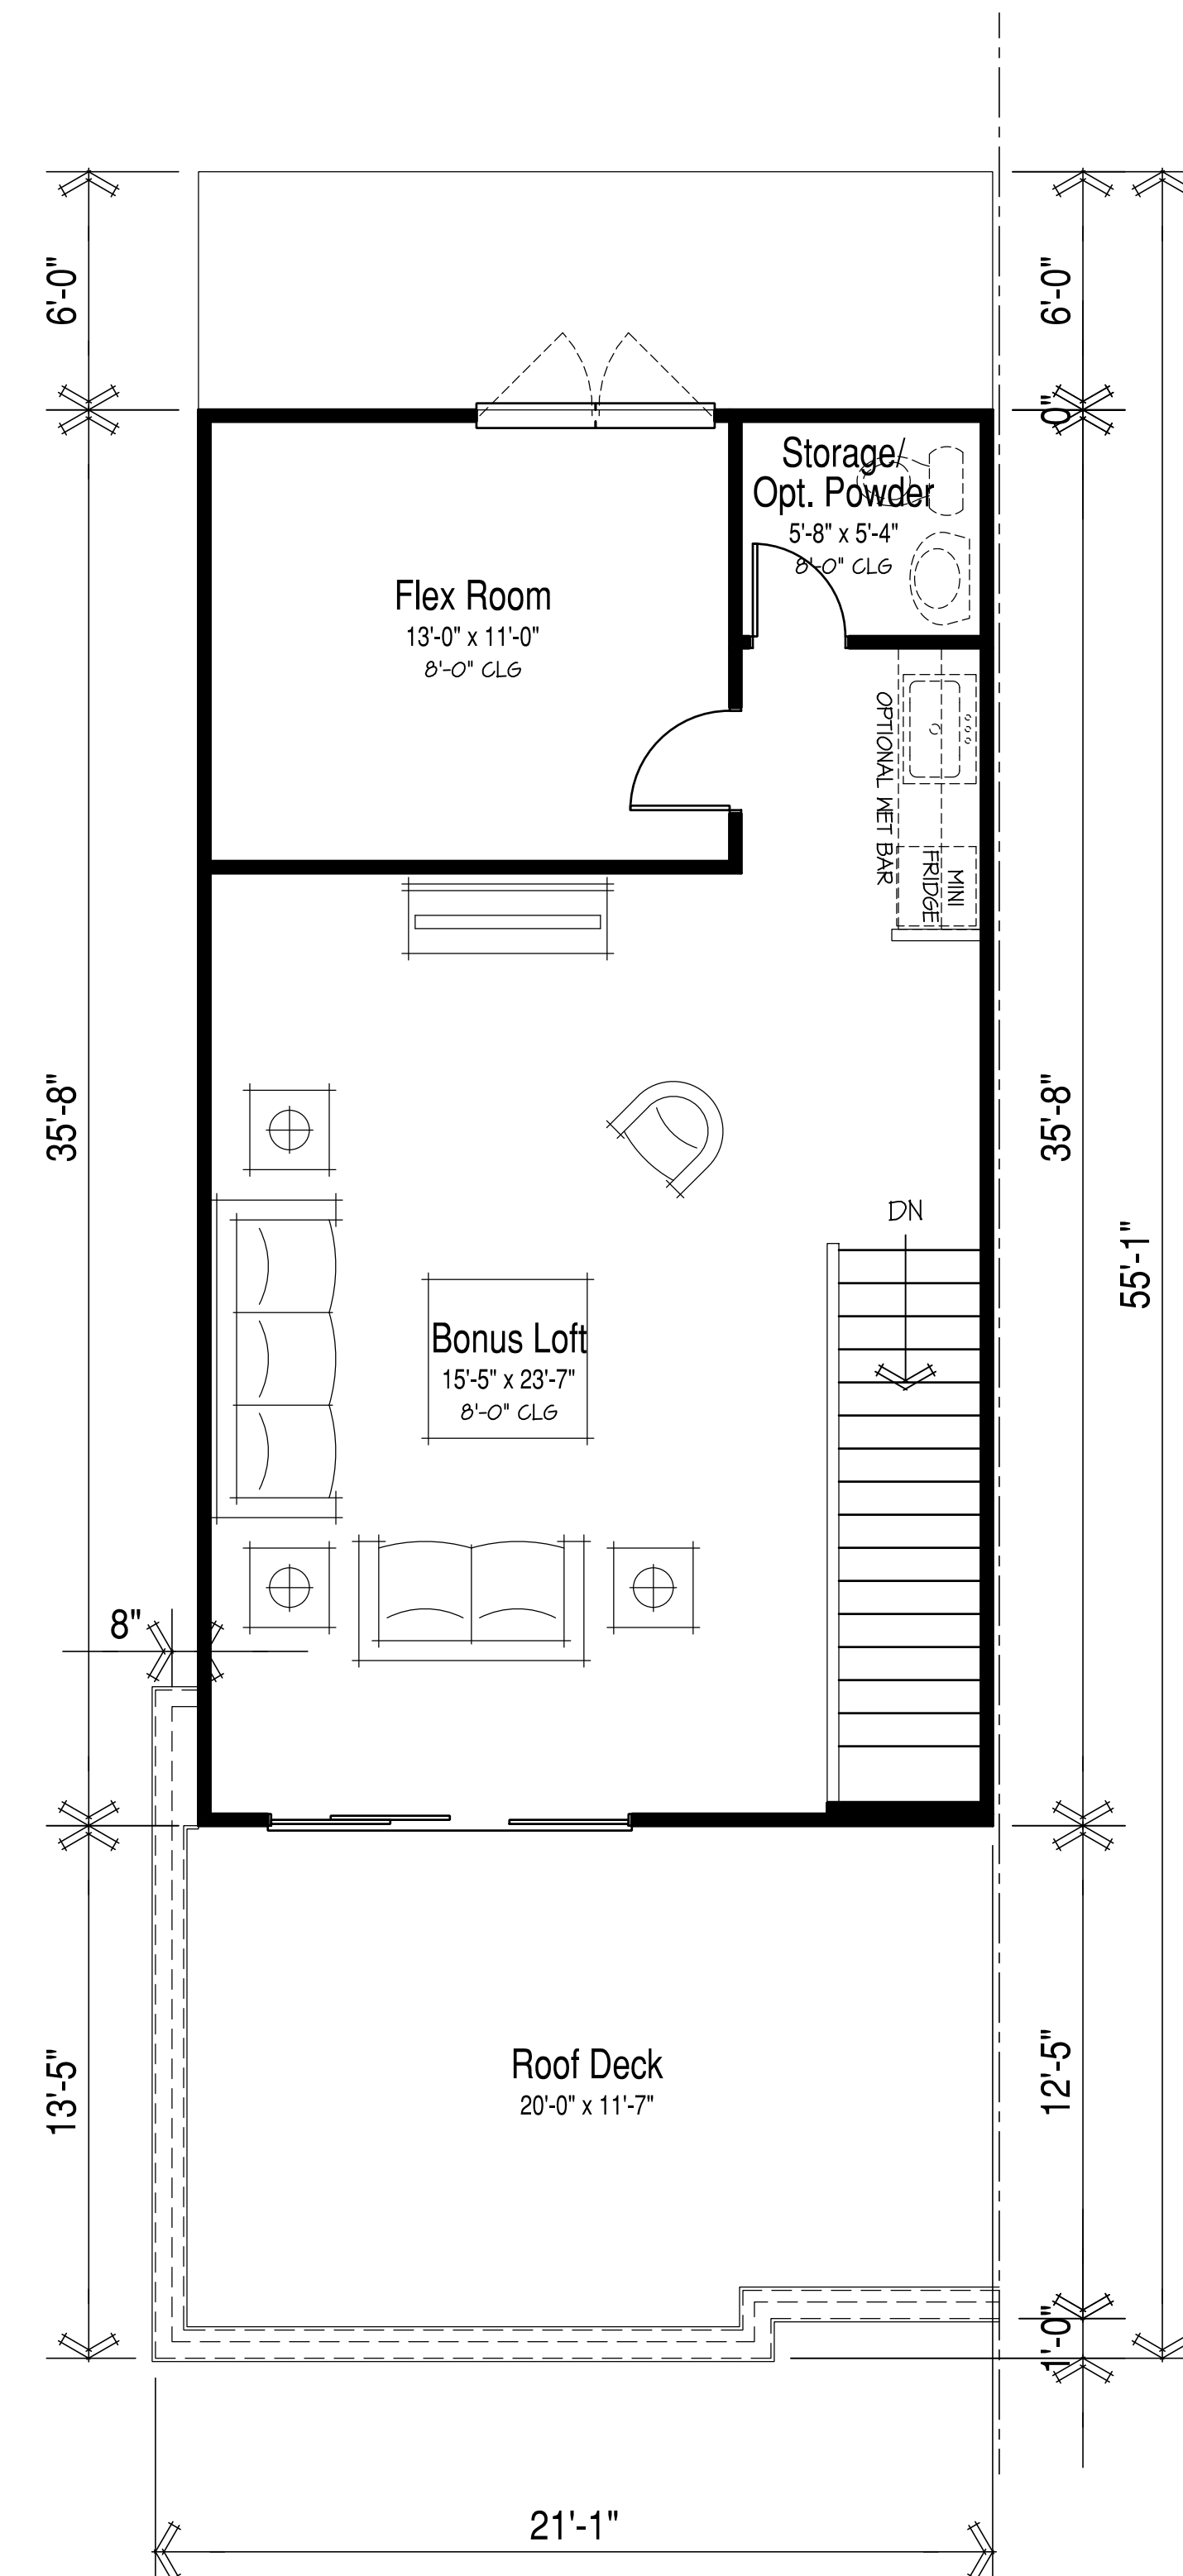 6'-0"
6'-0"
0"
Storage/
Opt. Powder
5'-8" x 5'-4"
8'-0" CLG
Flex Room
13'-0" x 11'-0"
8'-0" CLG
OPTIONAL WET BAR
MINI
FRIDGE
35'-8"
35'-8"
DN
55'-1"
Bonus Loft
15'-5" x 23'-7"
8'-0" CLG
8"
Roof Deck
20'-0" x 11'-7"
13'-5"
12'-5"
1'-0"
21'-1"